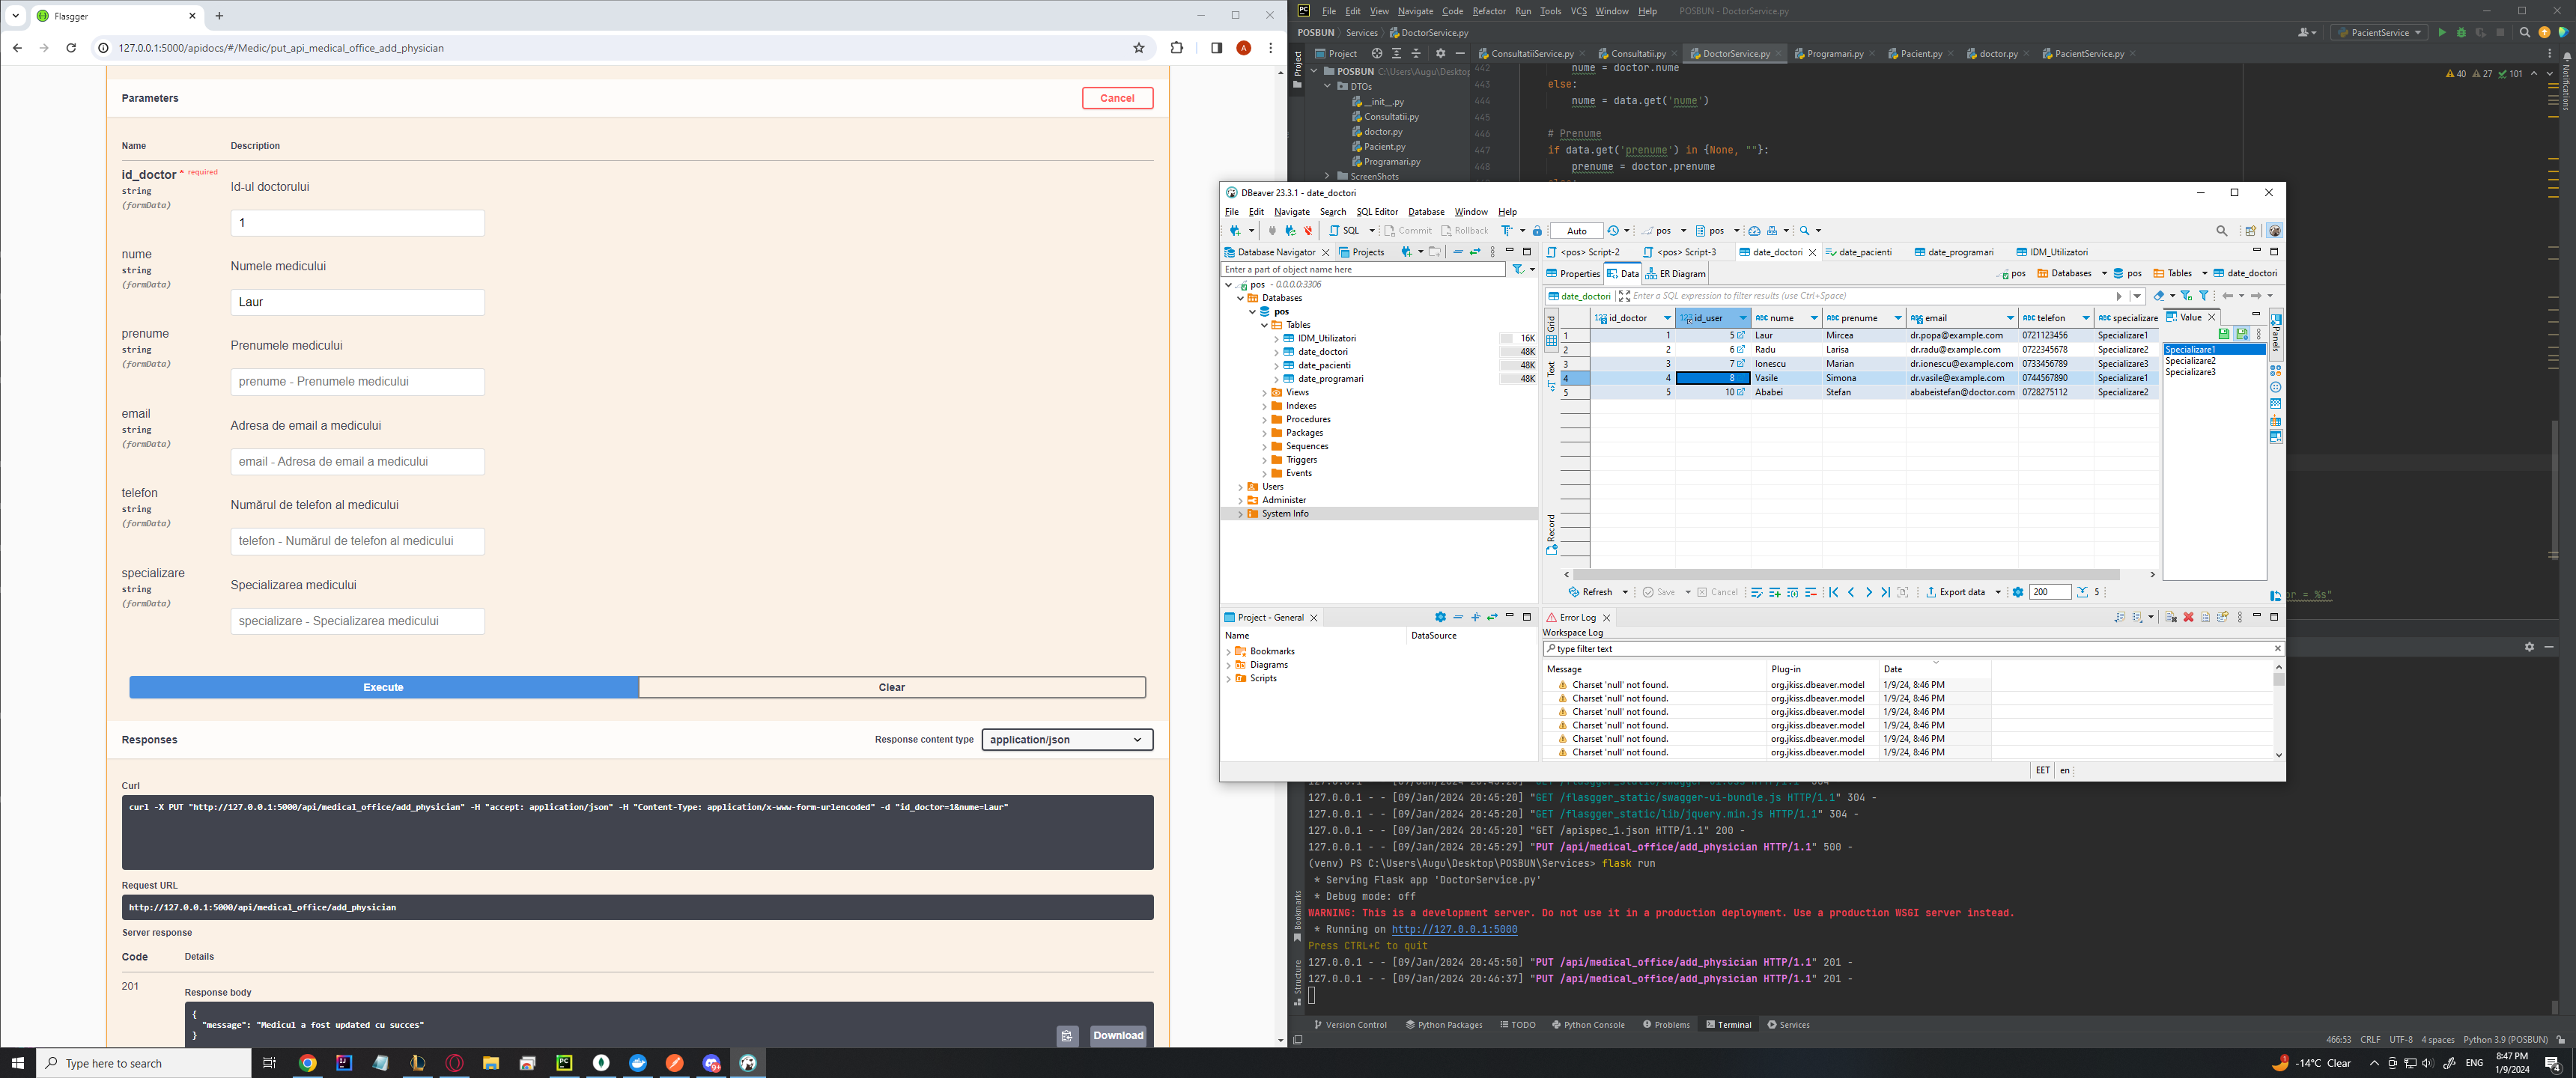 Flasgger
127.0.0.1:5000/apidocs/#/Medic/put_api_medical_office_add_physician
A
Parameters
Cancel
Name
Description
id_doctor * required
string
(formData)
Id-ul doctorului
1
nume
string
(formData)
Numele medicului
Laur
prenume
string
(formData)
Prenumele medicului
prenume - Prenumele medicului
email
string
(formData)
Adresa de email a medicului
email - Adresa de email a medicului
telefon
string
(formData)
Numărul de telefon al medicului
telefon - Numărul de telefon al medicului
specializare
string
(formData)
Specializarea medicului
specializare - Specializarea medicului
Execute
Clear
Responses
Response content type
application/json
Curl
curl -X PUT "http://127.0.0.1:5000/api/medical_office/add_physician" -H "accept: application/json" -H "Content-Type: application/x-www-form-urlencoded" -d "id_doctor=1&nume=Laur"
Request URL
http://127.0.0.1:5000/api/medical_office/add_physician
Server response
Code
Details
201
Response body
{
"message": "Medicul a fost updated cu succes"
}
Download
File Edit View Navigate Code Refactor Run Tools VCS Window Help
POSBUN - DoctorService.py
POSBUN Services DoctorService.py
PacientService
Project
ConsultatiiService.py
Consultatii.py
DoctorService.py
Programari.py
Pacient.py
doctor.py
PacientService.py
Project
Notifications
POSBUN C:\Users\Augu\Desktop
DTOs
__init__.py
Consultatii.py
doctor.py
Pacient.py
Programari.py
ScreenShots
40 27 101
442 nume = doctor.nume
443 else:
444 nume = data.get('nume')
445
446 # Prenume
447 if data.get('prenume') in {None, ""}:
448 prenume = doctor.prenume
DBeaver 23.3.1 - date_doctori
File Edit Navigate Search SQL Editor Database Window Help
SQL
Commit
Rollback
Auto
pos
pos
Database Navigator
Projects
Enter a part of object name here
pos - 0.0.0.0:3306
Databases
pos
Tables
IDM_Utilizatori 16K
date_doctori 48K
date_pacienti 48K
date_programari 48K
Views
Indexes
Procedures
Packages
Sequences
Triggers
Events
Users
Administer
System Info
<pos> Script-2
<pos> Script-3
date_doctori
date_pacienti
date_programari
IDM_Utilizatori
Properties
Data
ER Diagram
pos Databases pos Tables date_doctori
date_doctori
Enter a SQL expression to filter results (use Ctrl+Space)
Grid
Text
Record
id_doctor id_user nume prenume email telefon specializare
1 1 5 Laur Mircea dr.popa@example.com 0721123456 Specializare1
2 2 6 Radu Larisa dr.radu@example.com 0722345678 Specializare2
3 3 7 Ionescu Marian dr.ionescu@example.com 0733456789 Specializare3
4 4 8 Vasile Simona dr.vasile@example.com 0744567890 Specializare1
5 5 10 Ababei Stefan ababeistefan@doctor.com 0728275112 Specializare2
Value
Specializare1
Specializare2
Specializare3
Panels
Refresh
Save
Cancel
Export data
200
5
Project - General
Name
DataSource
Bookmarks
Diagrams
Scripts
Error Log
Workspace Log
type filter text
Message Plug-in Date
Charset 'null' not found. org.jkiss.dbeaver.model 1/9/24, 8:46 PM
Charset 'null' not found. org.jkiss.dbeaver.model 1/9/24, 8:46 PM
Charset 'null' not found. org.jkiss.dbeaver.model 1/9/24, 8:46 PM
Charset 'null' not found. org.jkiss.dbeaver.model 1/9/24, 8:46 PM
Charset 'null' not found. org.jkiss.dbeaver.model 1/9/24, 8:46 PM
Charset 'null' not found. org.jkiss.dbeaver.model 1/9/24, 8:46 PM
EET en
= %s"
127.0.0.1 - - [09/Jan/2024 20:45:20] "GET /flasgger_static/swagger-ui-bundle.js HTTP/1.1" 304 -
127.0.0.1 - - [09/Jan/2024 20:45:20] "GET /flasgger_static/lib/jquery.min.js HTTP/1.1" 304 -
127.0.0.1 - - [09/Jan/2024 20:45:20] "GET /apispec_1.json HTTP/1.1" 200 -
127.0.0.1 - - [09/Jan/2024 20:45:29] "PUT /api/medical_office/add_physician HTTP/1.1" 500 -
(venv) PS C:\Users\Augu\Desktop\POSBUN\Services> flask run
* Serving Flask app 'DoctorService.py'
* Debug mode: off
WARNING: This is a development server. Do not use it in a production deployment. Use a production WSGI server instead.
* Running on http://127.0.0.1:5000
Press CTRL+C to quit
127.0.0.1 - - [09/Jan/2024 20:45:50] "PUT /api/medical_office/add_physician HTTP/1.1" 201 -
127.0.0.1 - - [09/Jan/2024 20:46:37] "PUT /api/medical_office/add_physician HTTP/1.1" 201 -
Bookmarks
Structure
Version Control
Python Packages
TODO
Python Console
Problems
Terminal
Services
466:53 CRLF UTF-8 4 spaces Python 3.9 (POSBUN)
Type here to search
-14°C Clear
ENG
8:47 PM
1/9/2024
4